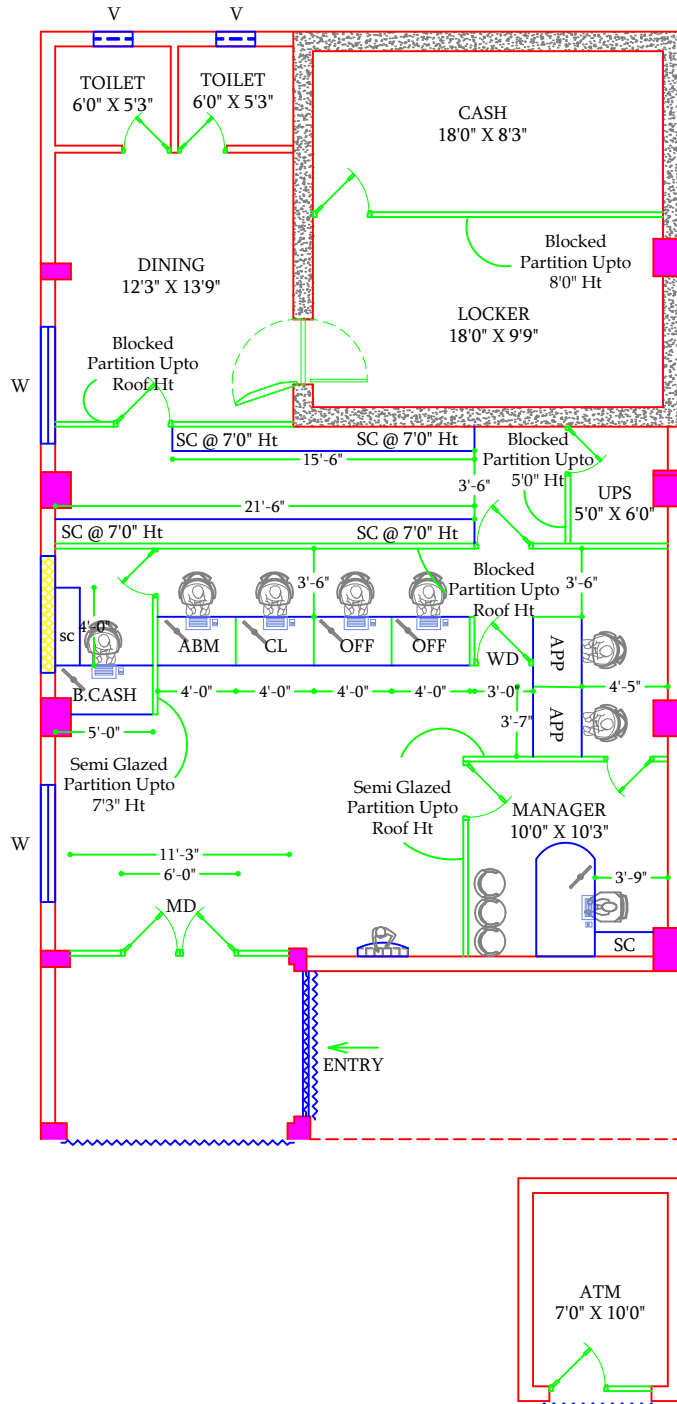 V
V
TOILET
6'0" X 5'3"
TOILET
6'0" X 5'3"
CASH
18'0" X 8'3"
Blocked
Partition Upto
8'0" Ht
DINING
12'3" X 13'9"
LOCKER
18'0" X 9'9"
Blocked
Partition Upto
Roof Ht
W
SC @ 7'0" Ht
SC @ 7'0" Ht
15'-6"
Blocked
Partition Upto
5'0" Ht
3'-6"
UPS
5'0" X 6'0"
21'-6"
SC @ 7'0" Ht
SC @ 7'0" Ht
3'-6"
Blocked
Partition Upto
Roof Ht
3'-6"
sc
4'-0"
ABM
CL
OFF
OFF
WD
APP
B.CASH
4'-0"
4'-0"
4'-0"
4'-0"
3'-0"
4'-5"
5'-0"
3'-7"
APP
Semi Glazed
Partition Upto
7'3" Ht
Semi Glazed
Partition Upto
Roof Ht
MANAGER
10'0" X 10'3"
W
11'-3"
6'-0"
3'-9"
MD
SC
ENTRY
ATM
7'0" X 10'0"